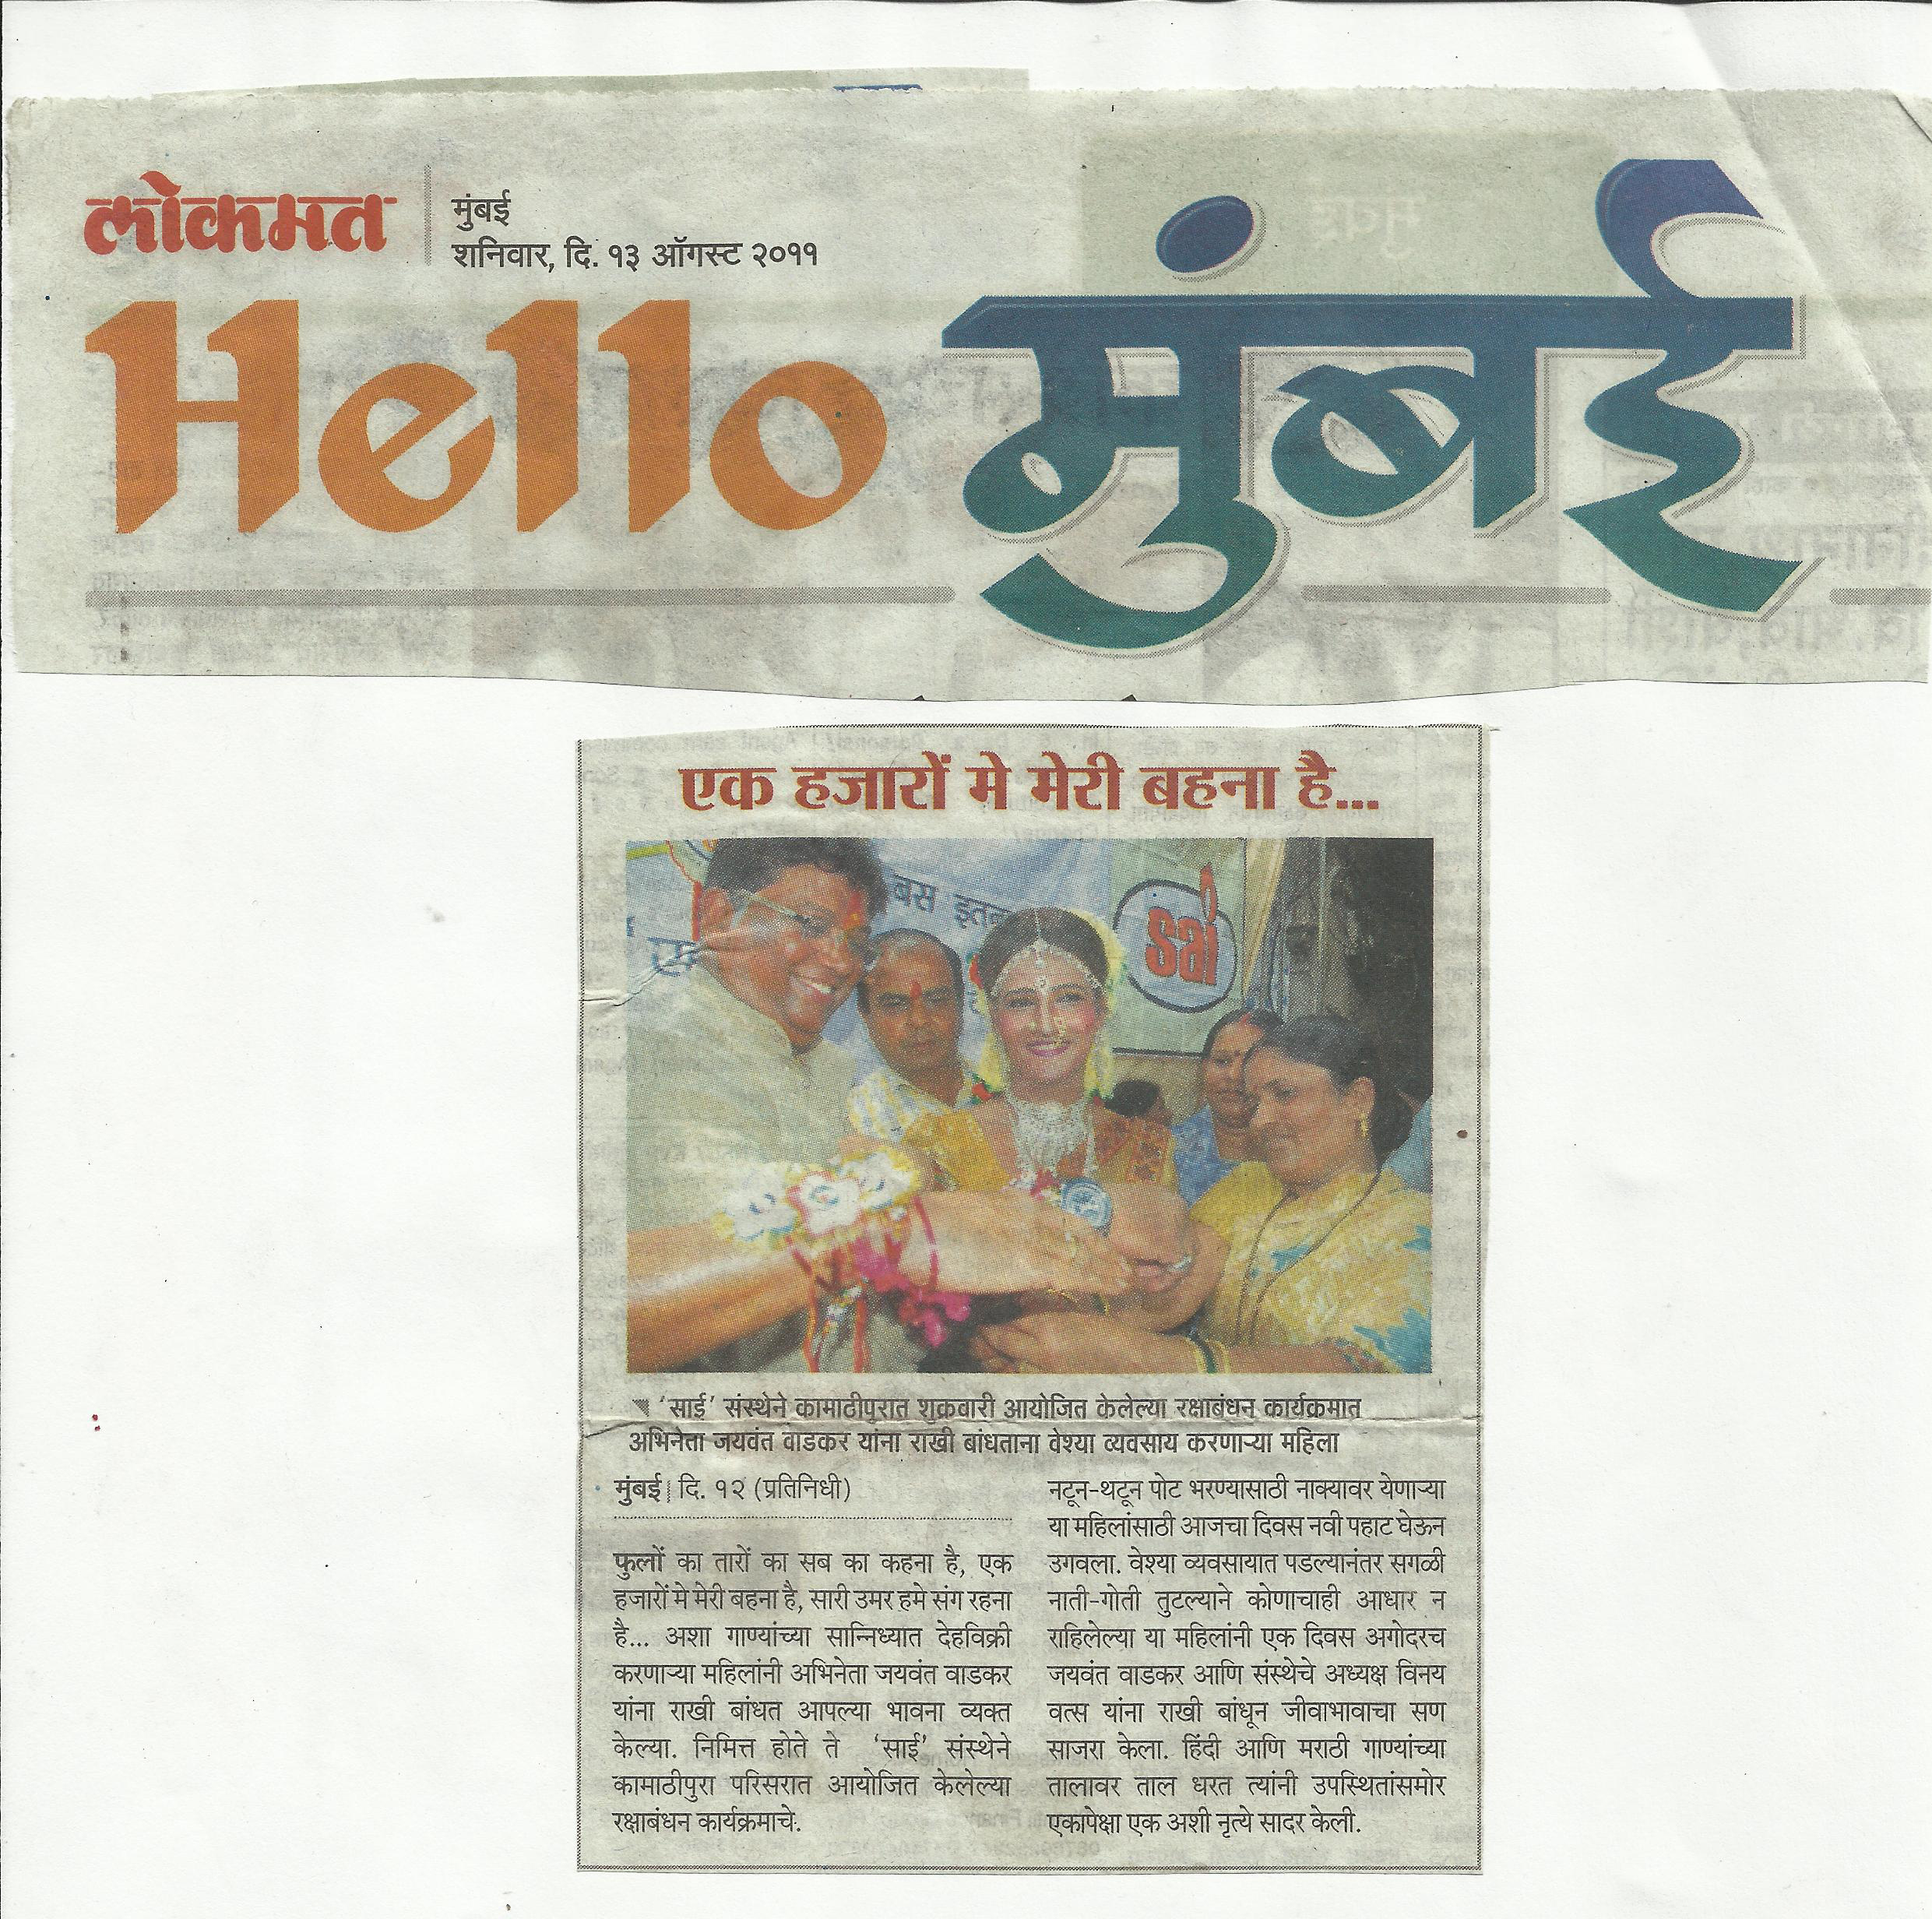 लोकमत
मुंबई
शनिवार, दि. १३ ऑगस्ट २०११
Hello मुंबई
एक हजारों मे मेरी बहना है...
बस इतना
sai
'साई' संस्थेने कामाठीपुरात शुक्रवारी आयोजित केलेल्या रक्षाबंधन कार्यक्रमात
अभिनेता जयवंत वाडकर यांना राखी बांधताना वेश्या व्यवसाय करणाऱ्या महिला
मुंबई | दि. १२ (प्रतिनिधी)
फुलों का तारों का सब का कहना है, एक
हजारों मे मेरी बहना है, सारी उमर हमे संग रहना
है... अशा गाण्यांच्या सान्निध्यात देहविक्री
करणाऱ्या महिलांनी अभिनेता जयवंत वाडकर
यांना राखी बांधत आपल्या भावना व्यक्त
केल्या. निमित्त होते ते 'साई' संस्थेने
कामाठीपुरा परिसरात आयोजित केलेल्या
रक्षाबंधन कार्यक्रमाचे.
नटून-थटून पोट भरण्यासाठी नाक्यावर येणाऱ्या
या महिलांसाठी आजचा दिवस नवी पहाट घेऊन
उगवला. वेश्या व्यवसायात पडल्यानंतर सगळी
नाती-गोती तुटल्याने कोणाचाही आधार न
राहिलेल्या या महिलांनी एक दिवस अगोदरच
जयवंत वाडकर आणि संस्थेचे अध्यक्ष विनय
वत्स यांना राखी बांधून जीवाभावाचा सण
साजरा केला. हिंदी आणि मराठी गाण्यांच्या
तालावर ताल धरत त्यांनी उपस्थितांसमोर
एकापेक्षा एक अशी नृत्ये सादर केली.